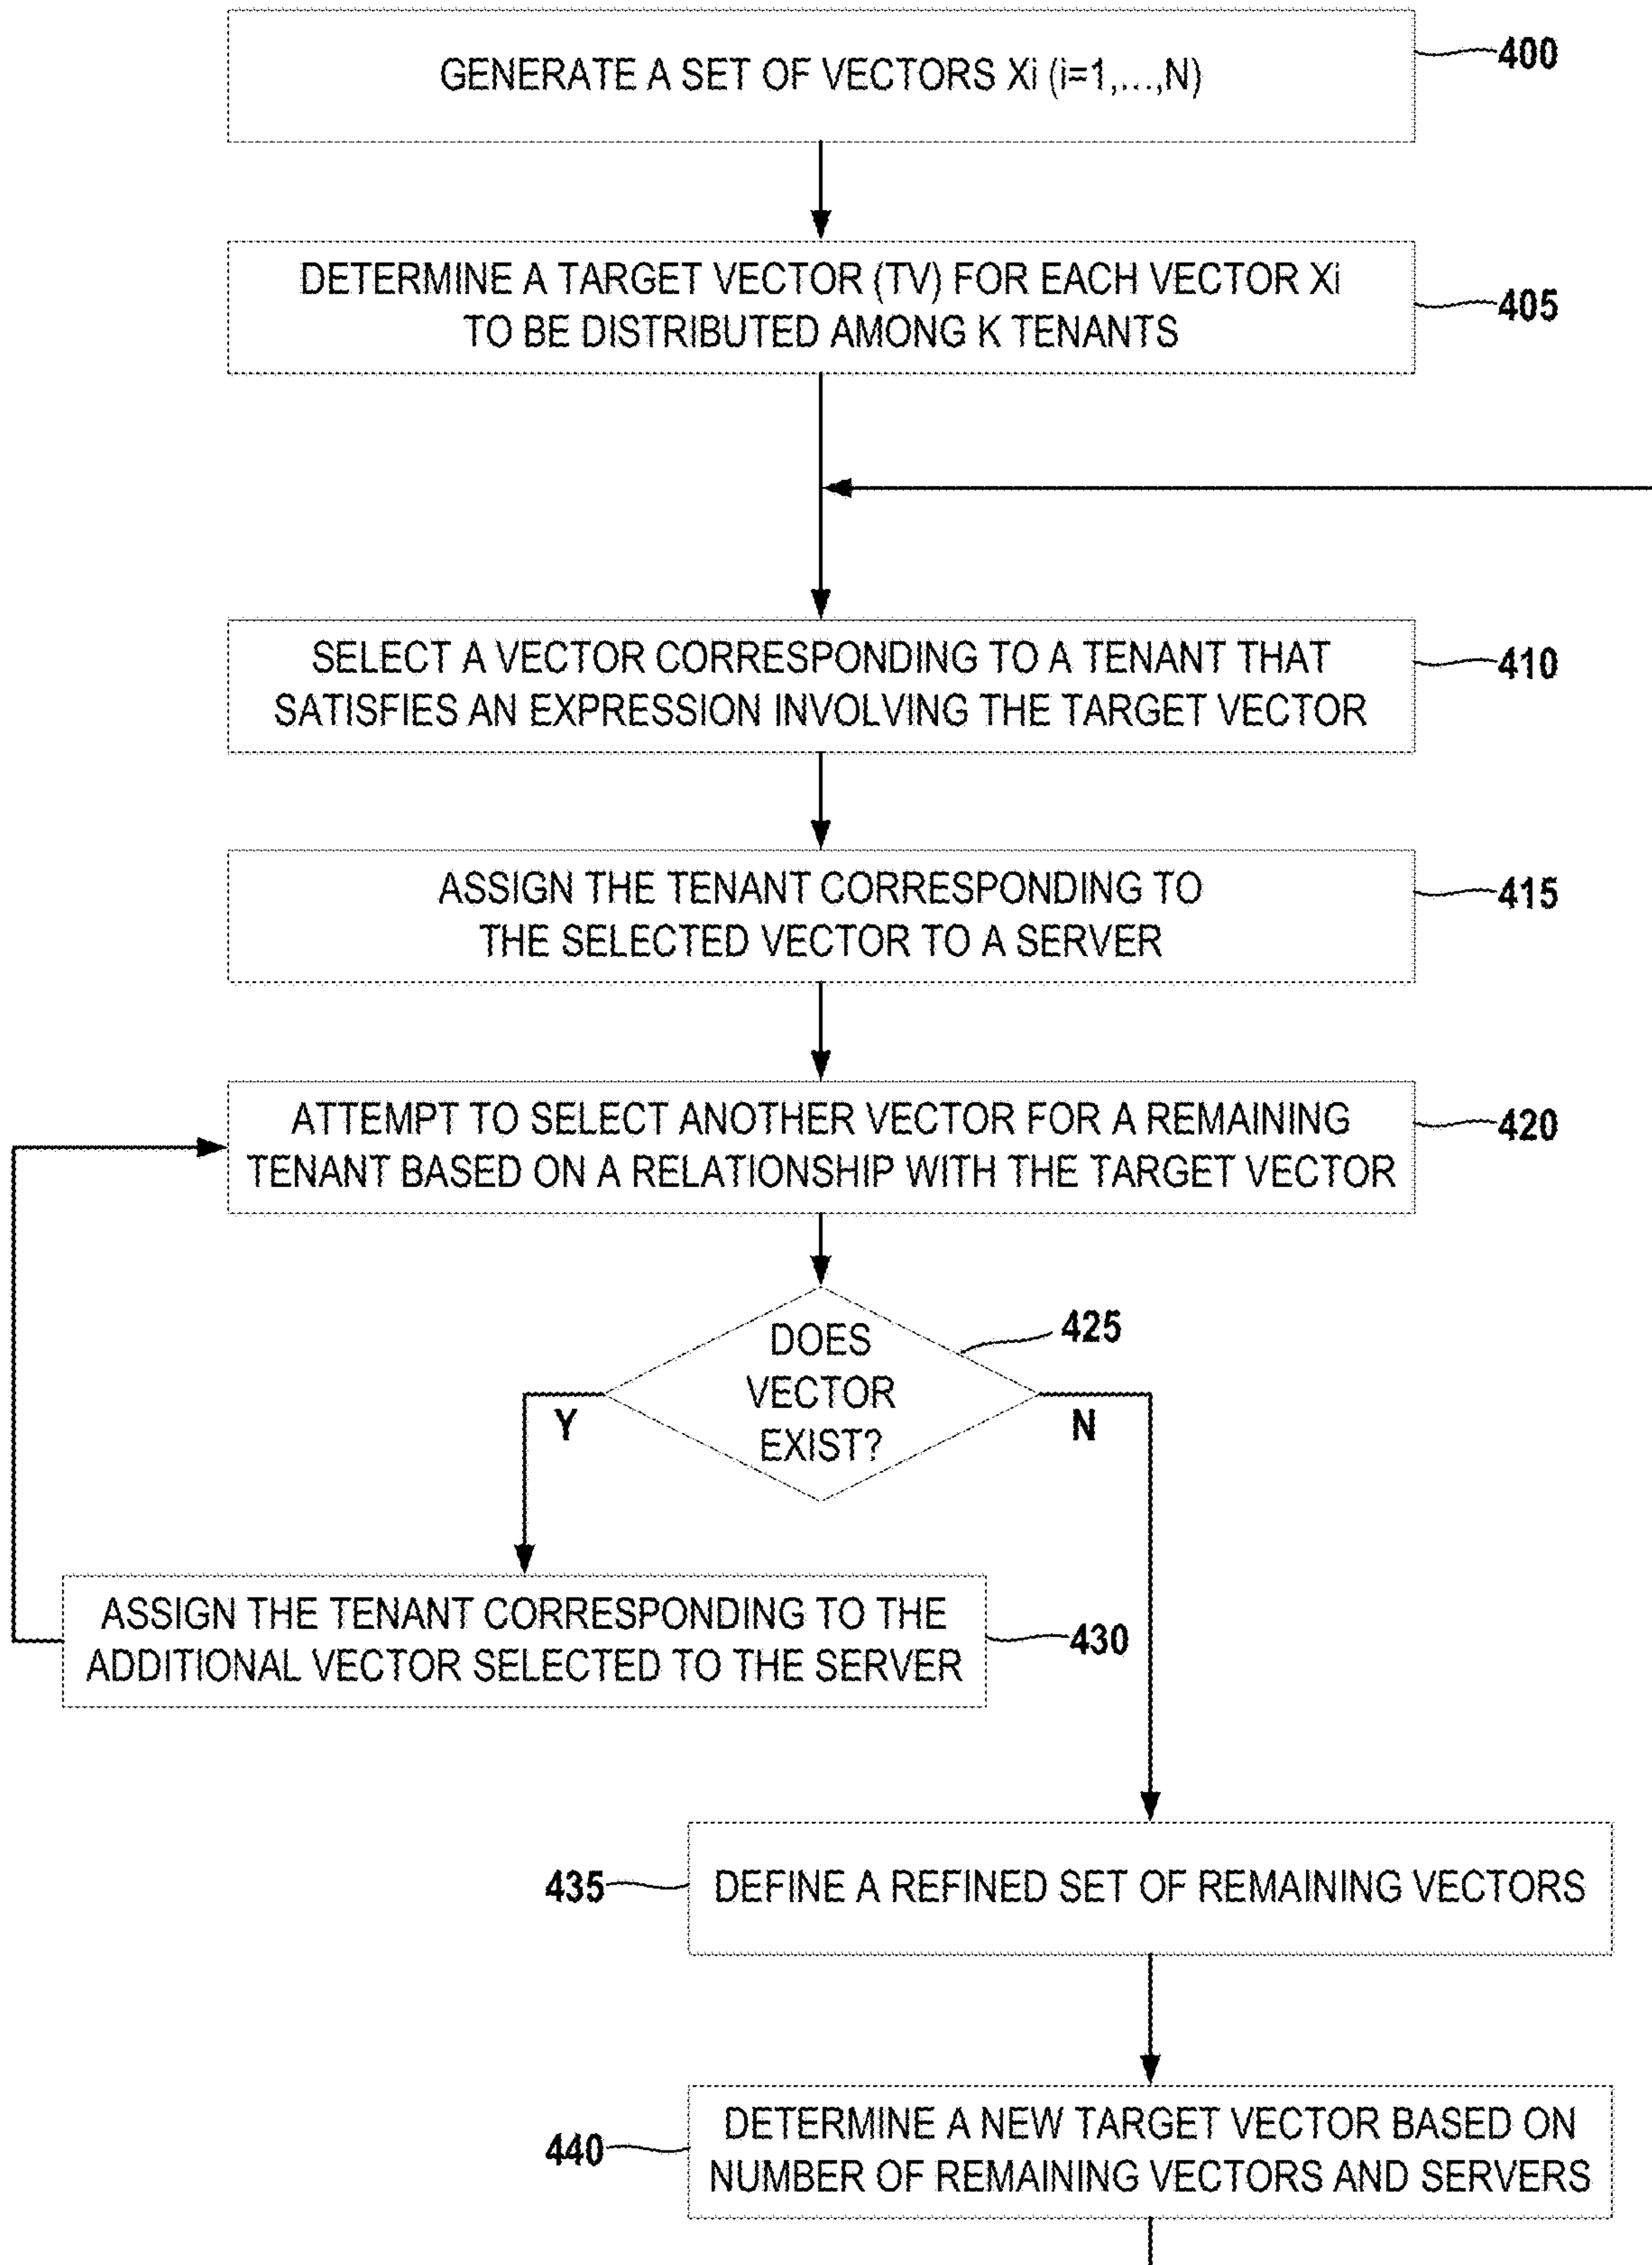 GENERATE A SET OF VECTORS Xi (i=1,...,N)
400
DETERMINE A TARGET VECTOR (TV) FOR EACH VECTOR Xi
TO BE DISTRIBUTED AMONG K TENANTS
405
SELECT A VECTOR CORRESPONDING TO A TENANT THAT
SATISFIES AN EXPRESSION INVOLVING THE TARGET VECTOR
410
ASSIGN THE TENANT CORRESPONDING TO
THE SELECTED VECTOR TO A SERVER
415
ATTEMPT TO SELECT ANOTHER VECTOR FOR A REMAINING
TENANT BASED ON A RELATIONSHIP WITH THE TARGET VECTOR
420
DOES
VECTOR
EXIST?
425
Y
N
ASSIGN THE TENANT CORRESPONDING TO THE
ADDITIONAL VECTOR SELECTED TO THE SERVER
430
435
DEFINE A REFINED SET OF REMAINING VECTORS
440
DETERMINE A NEW TARGET VECTOR BASED ON
NUMBER OF REMAINING VECTORS AND SERVERS